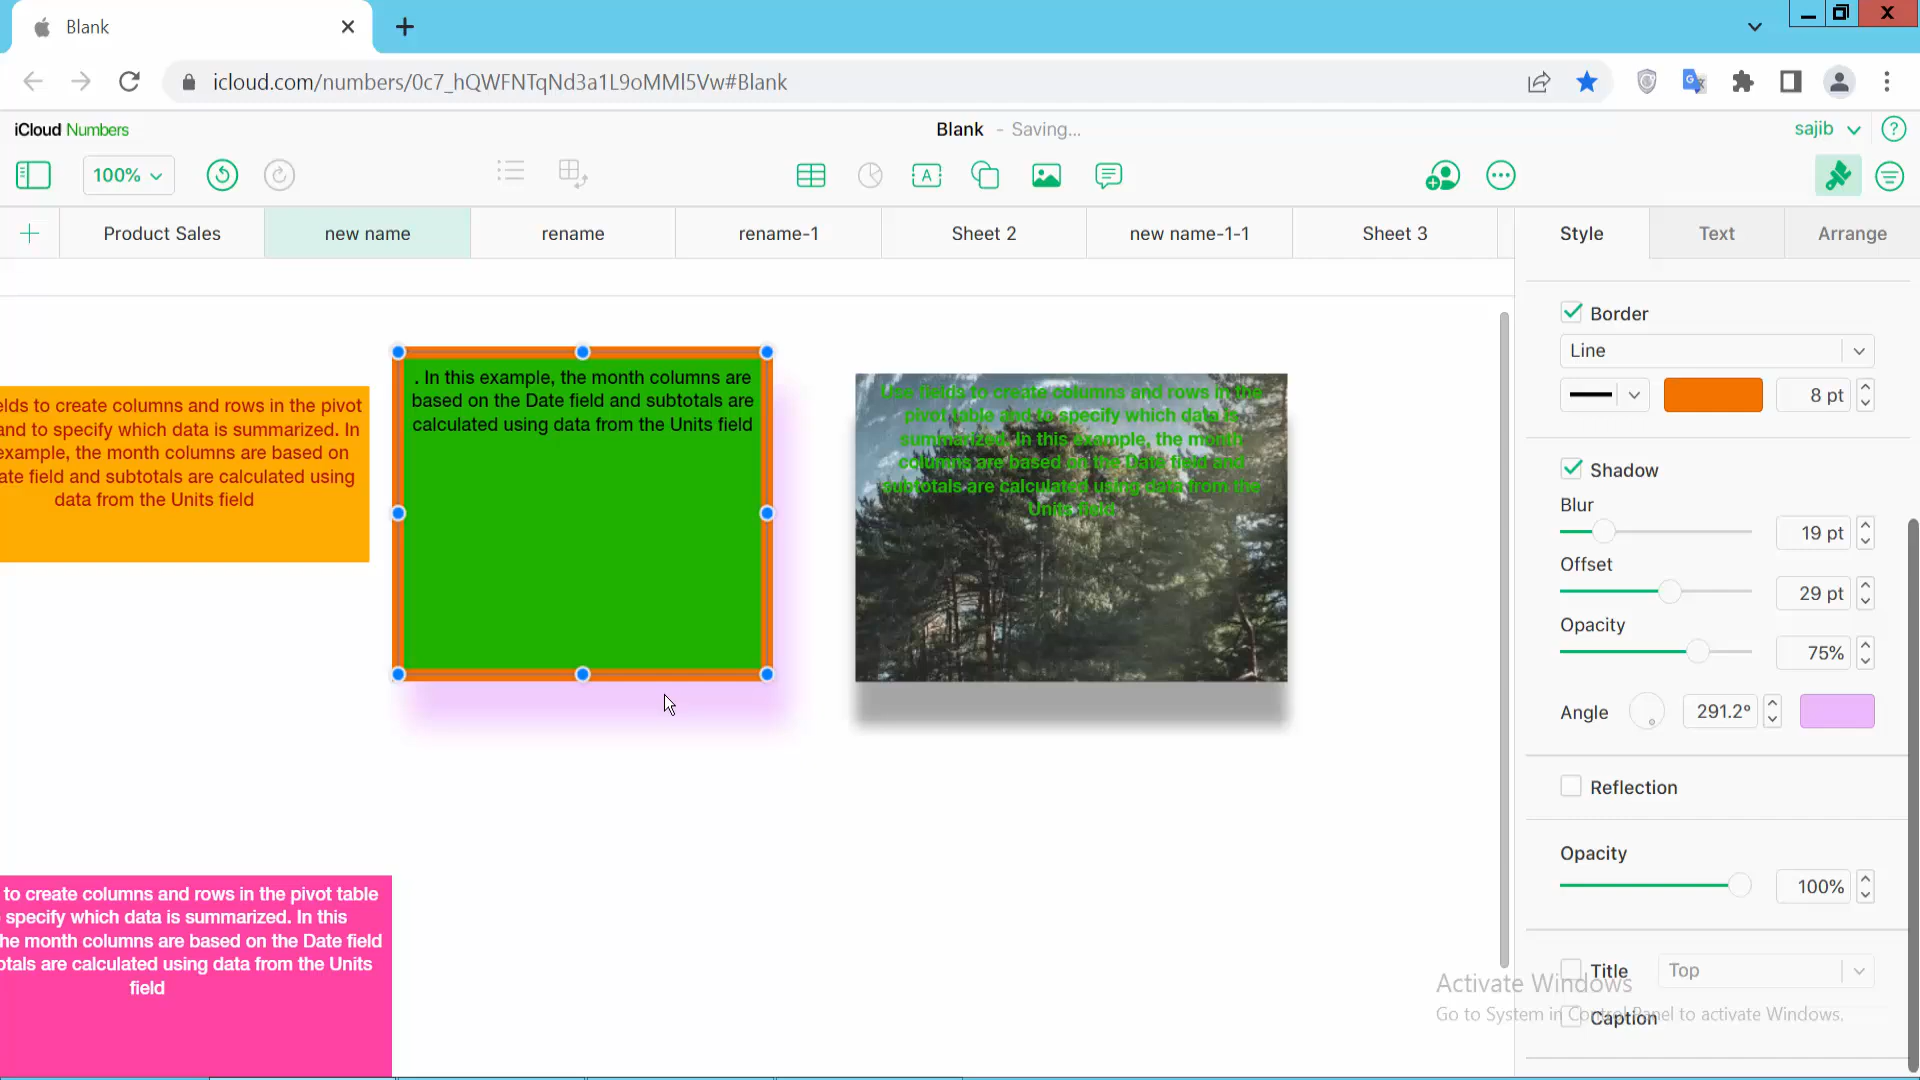 Blank
icloud.com/numbers/0c7_hQWFNTqNd3a1L9oMMl5Vw#Blank
iCloud Numbers
Blank - Saving...
sajib
100%
Product Sales
new name
rename
rename-1
Sheet 2
new name-1-1
Sheet 3
Style
Text
Arrange
elds to create columns and rows in the pivot
and to specify which data is summarized. In
example, the month columns are based on
ate field and subtotals are calculated using
data from the Units field
. In this example, the month columns are
based on the Date field and subtotals are
calculated using data from the Units field
Use fields to create columns and rows in the
pivot table and to specify which data is
summarized. In this example, the month
columns are based on the Date field and
subtotals are calculated using data from the
Units field
to create columns and rows in the pivot table
specify which data is summarized. In this
he month columns are based on the Date field
otals are calculated using data from the Units
field
Border
Line
8 pt
Shadow
Blur
19 pt
Offset
29 pt
Opacity
75%
Angle
291.2°
Reflection
Opacity
100%
Title
Top
Caption
Activate Windows
Go to System in Control Panel to activate Windows.